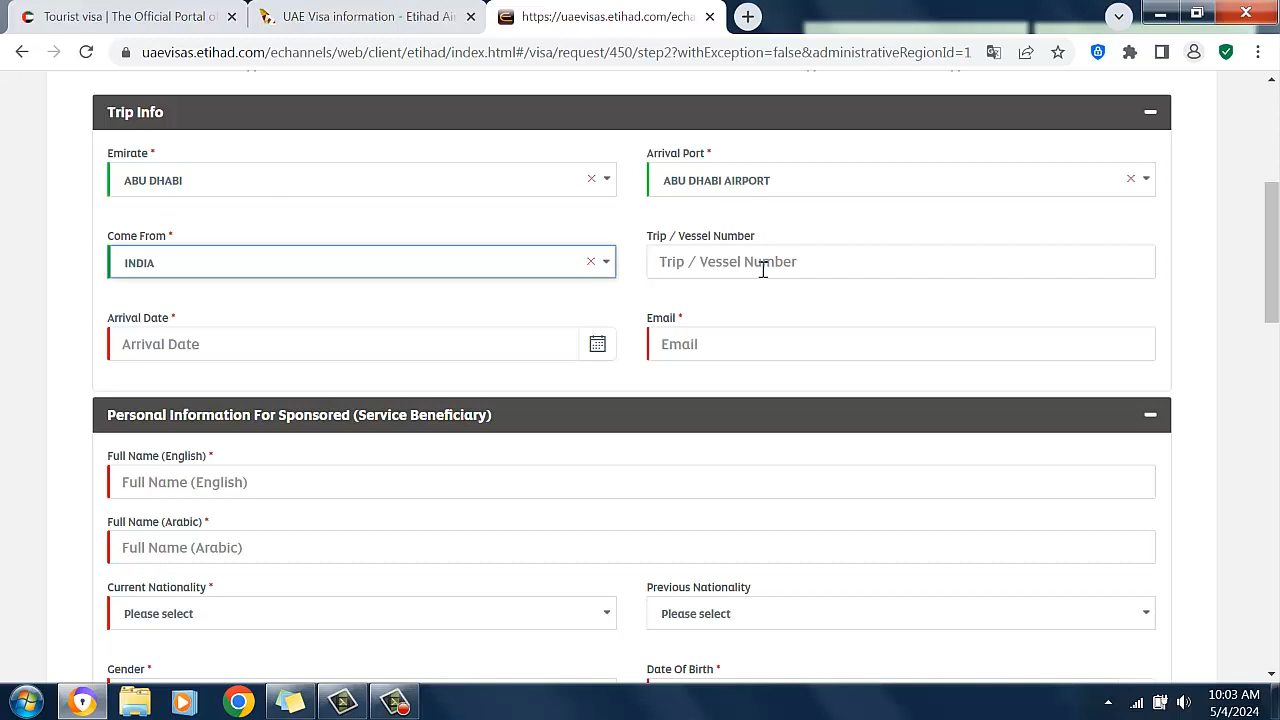 Tourist visa | The Official Portal of
UAE Visa information - Etihad A
https://uaevisas.etihad.com/echa
uaevisas.etihad.com/echannels/web/client/etihad/index.html#/visa/request/450/step2?withException=false&administrativeRegionId=1
Trip Info
Emirate * Arrival Port *
ABU DHABI ABU DHABI AIRPORT
Come From * Trip / Vessel Number
INDIA Trip / Vessel Number
Arrival Date * Email *
Arrival Date Email
Personal Information For Sponsored (Service Beneficiary)
Full Name (English) *
Full Name (English)
Full Name (Arabic) *
Full Name (Arabic)
Current Nationality * Previous Nationality
Please select Please select
Gender * Date Of Birth *
10:03 AM
5/4/2024